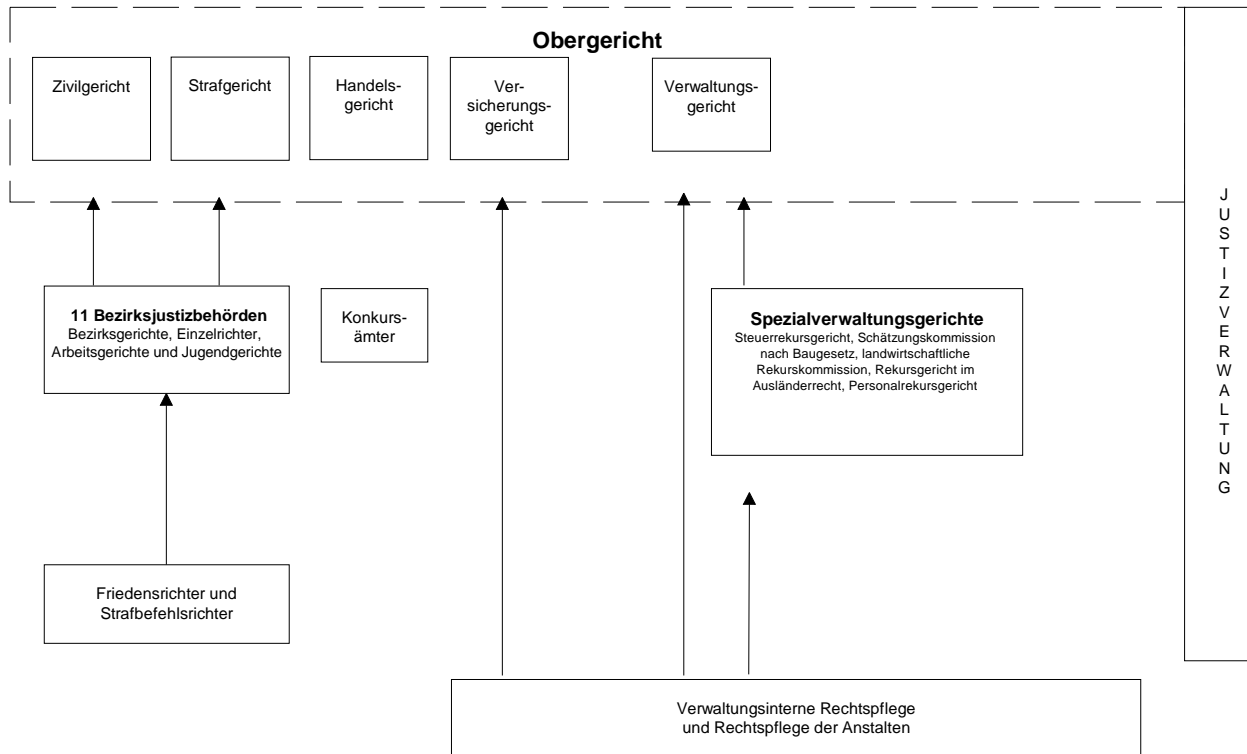 Obergericht
Zivilgericht
Strafgericht
Handels-
gericht
Ver-
sicherungs-
gericht
Verwaltungs-
gericht
J
U
S
T
I
Z
V
E
R
W
A
L
T
U
N
G
11 Bezirksjustizbehörden
Bezirksgerichte, Einzelrichter,
Arbeitsgerichte und Jugendgerichte
Konkurs-
ämter
Spezialverwaltungsgerichte
Steuerrekursgericht, Schätzungskommission
nach Baugesetz, landwirtschaftliche
Rekurskommission, Rekursgericht im
Ausländerrecht, Personalrekursgericht
Friedensrichter und
Strafbefehlsrichter
Verwaltungsinterne Rechtspflege
und Rechtspflege der Anstalten